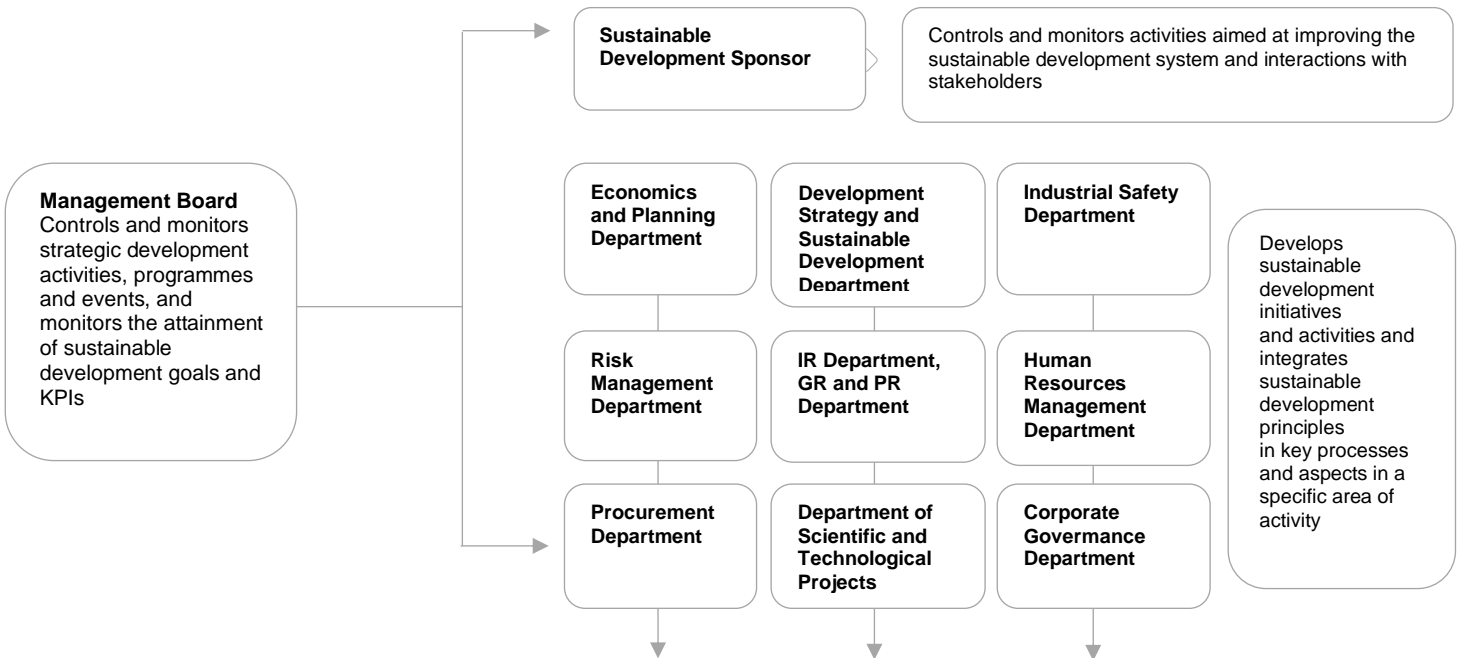 Sustainable
Development Sponsor
Controls and monitors activities aimed at improving the
sustainable development system and interactions with
stakeholders
Management Board
Controls and monitors
strategic development
activities, programmes
and events, and
monitors the attainment
of sustainable
development goals and
KPIs
Economics
and Planning
Department
Development
Strategy and
Sustainable
Development
Department
Industrial Safety
Department
Risk
Management
Department
IR Department,
GR and PR
Department
Human
Resources
Management
Department
Procurement
Department
Department of
Scientific and
Technological
Projects
Corporate
Governance
Department
Develops
sustainable
development
initiatives
and activities and
integrates
sustainable
development
principles
in key processes
and aspects in a
specific area of
activity